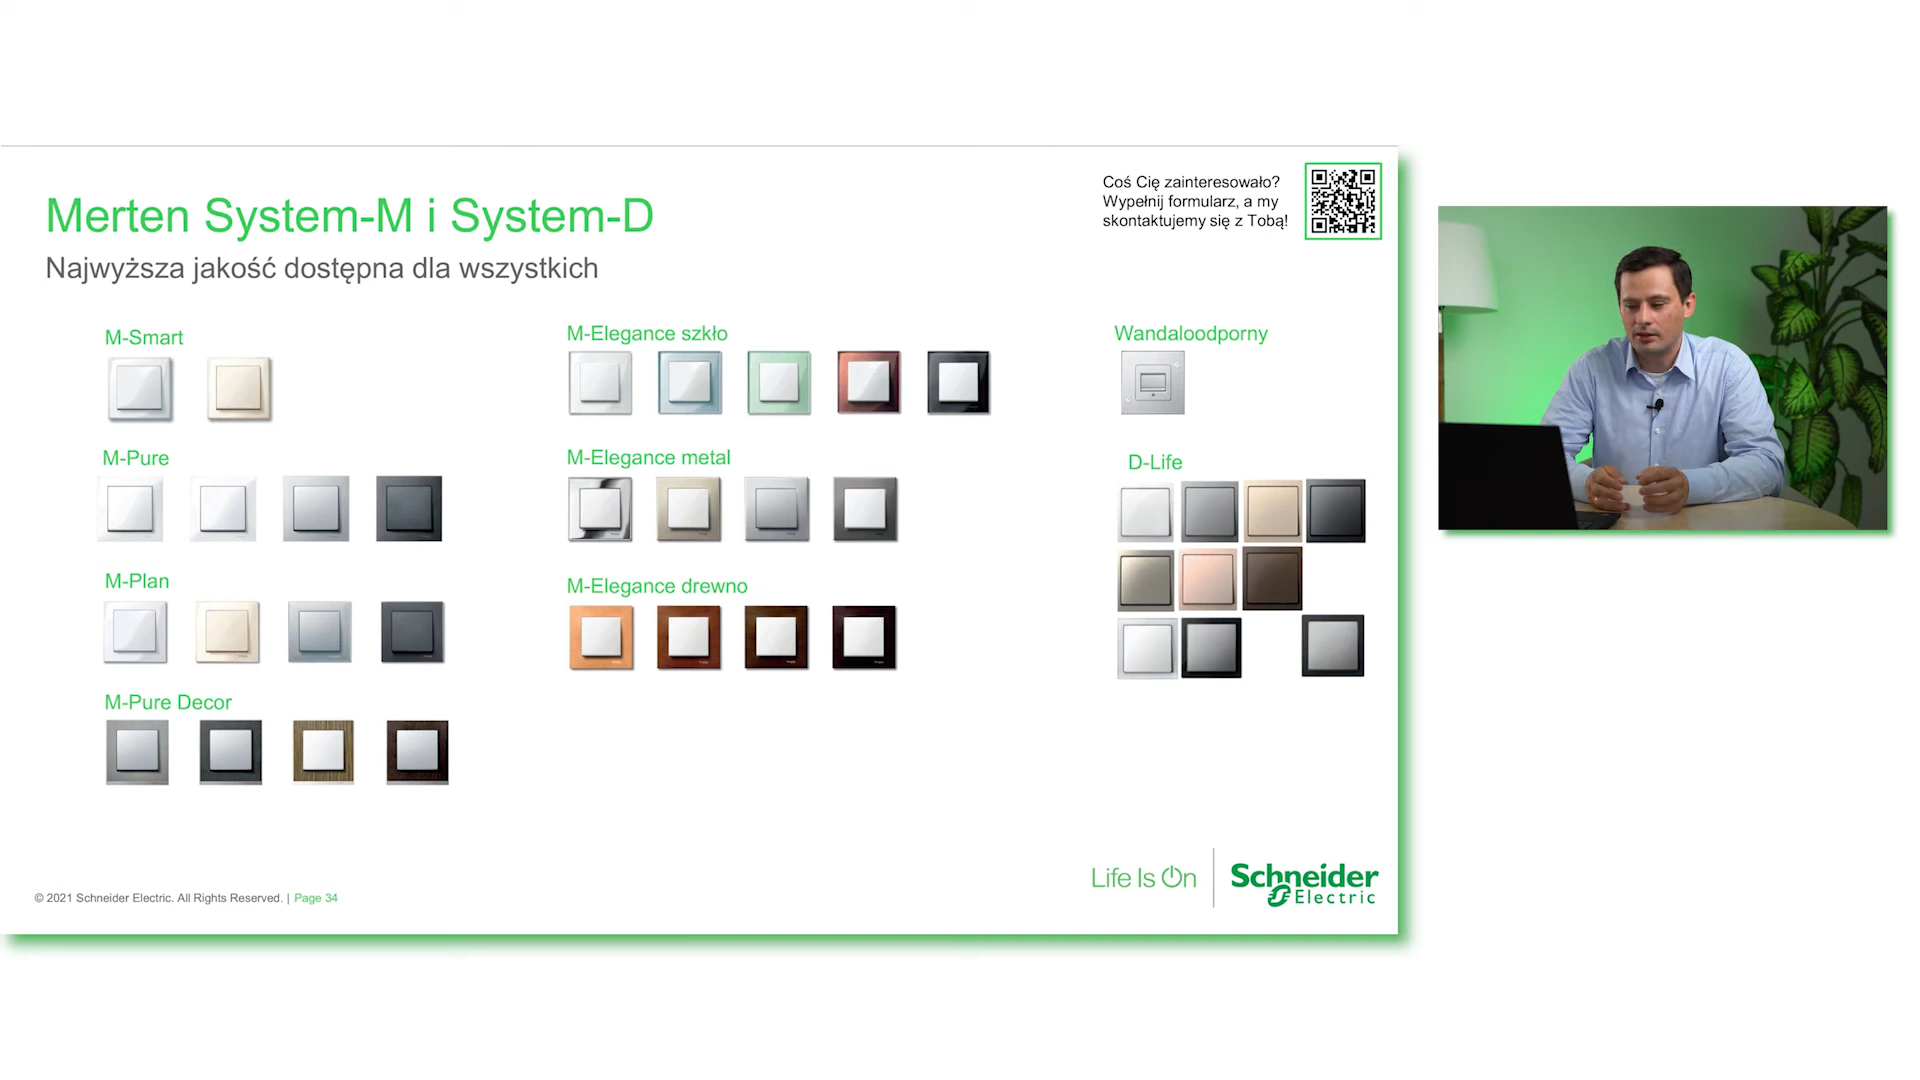 Coś Cię zainteresowało?
Wypełnij formularz, a my
skontaktujemy się z Tobą!
Merten System-M i System-D
Najwyższa jakość dostępna dla wszystkich
M-Smart
M-Elegance szkło
Wandaloodporny
M-Pure
M-Elegance metal
D-Life
M-Plan
M-Elegance drewno
M-Pure Decor
Life Is On
Schneider
Electric
© 2021 Schneider Electric. All Rights Reserved. | Page 34